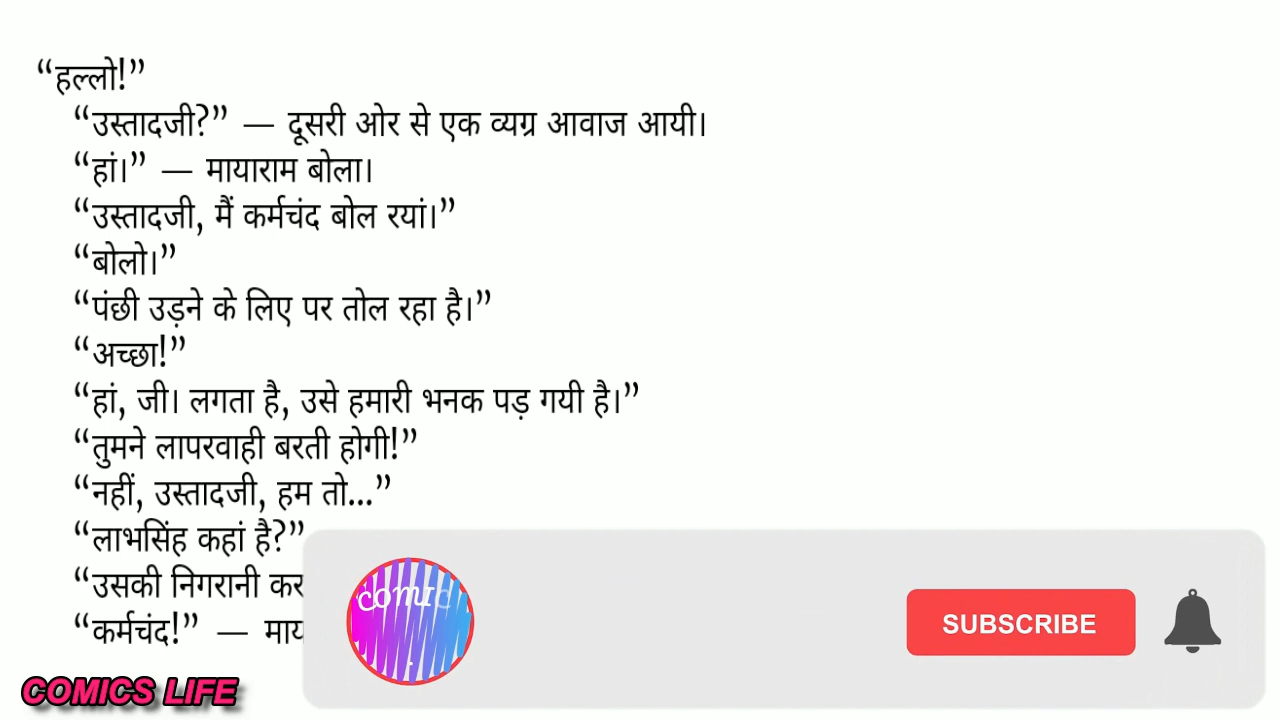 “हल्लो!”
“उस्तादजी?” — दूसरी ओर से एक व्यग्र आवाज आयी।
“हां।” — मायाराम बोला।
“उस्तादजी, मैं कर्मचंद बोल रयां।”
“बोलो।”
“पंछी उड़ने के लिए पर तोल रहा है।”
“अच्छा!”
“हां, जी। लगता है, उसे हमारी भनक पड़ गयी है।”
“तुमने लापरवाही बरती होगी!”
“नहीं, उस्तादजी, हम तो...”
“लाभसिंह कहां है?”
“उसकी निगरानी कर
“कर्मचंद!” — माय
comic
SUBSCRIBE
COMICS LIFE